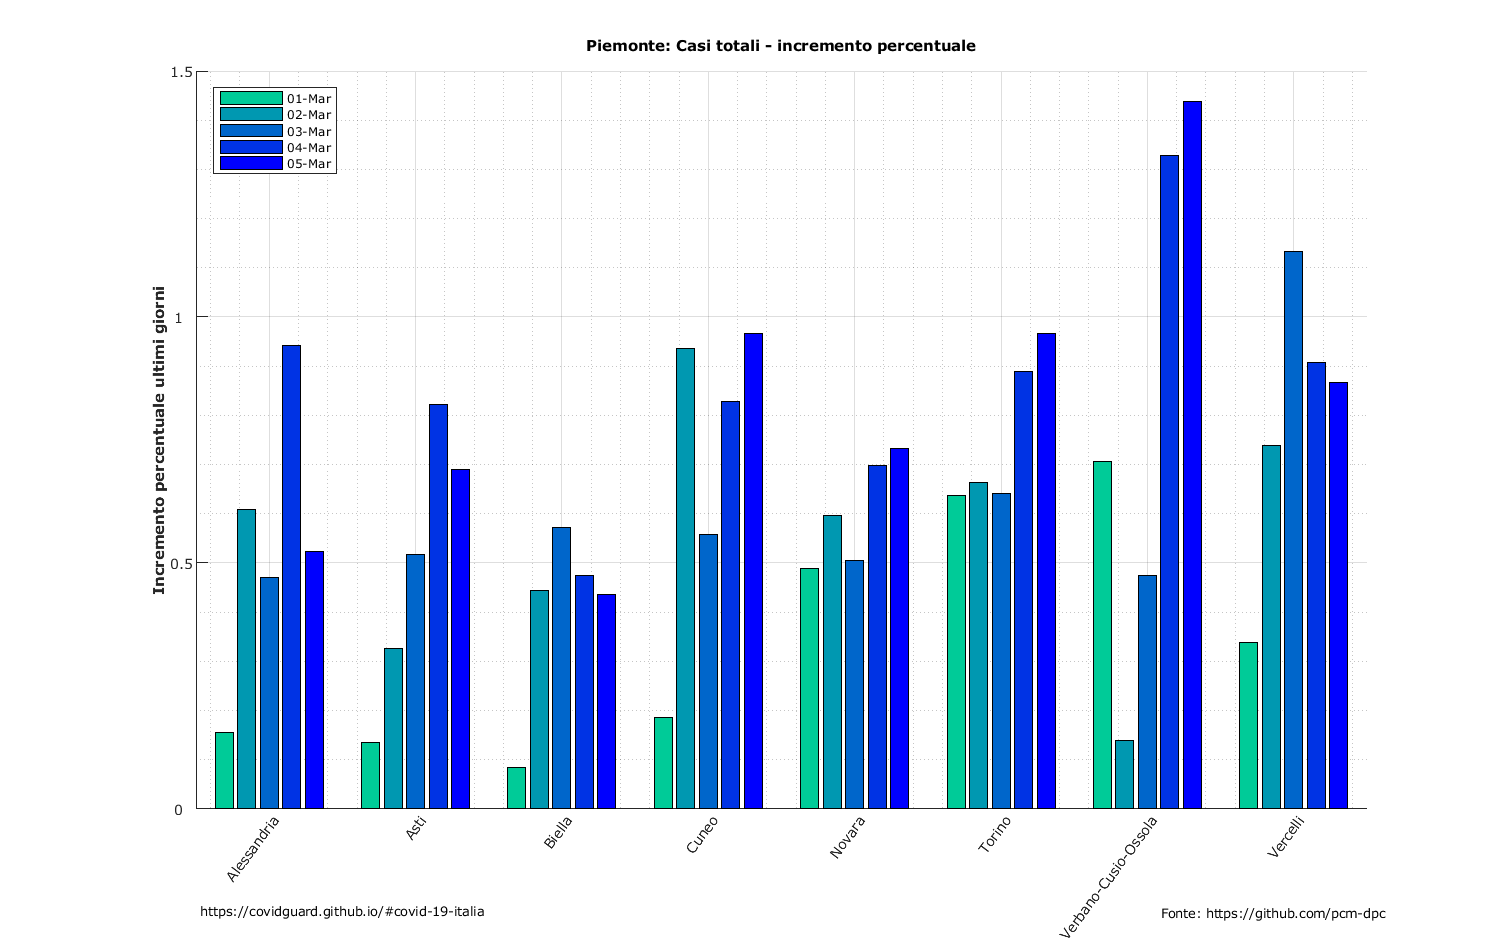 Piemonte: Casi totali - incremento percentuale
1.5
1
0.5
0
Incremento percentuale ultimi giorni
01-Mar
02-Mar
03-Mar
04-Mar
05-Mar
Alessandria
Asti
Biella
Cuneo
Novara
Torino
Verbano-Cusio-Ossola
Vercelli
https://covidguard.github.io/#covid-19-italia
Fonte: https://github.com/pcm-dpc